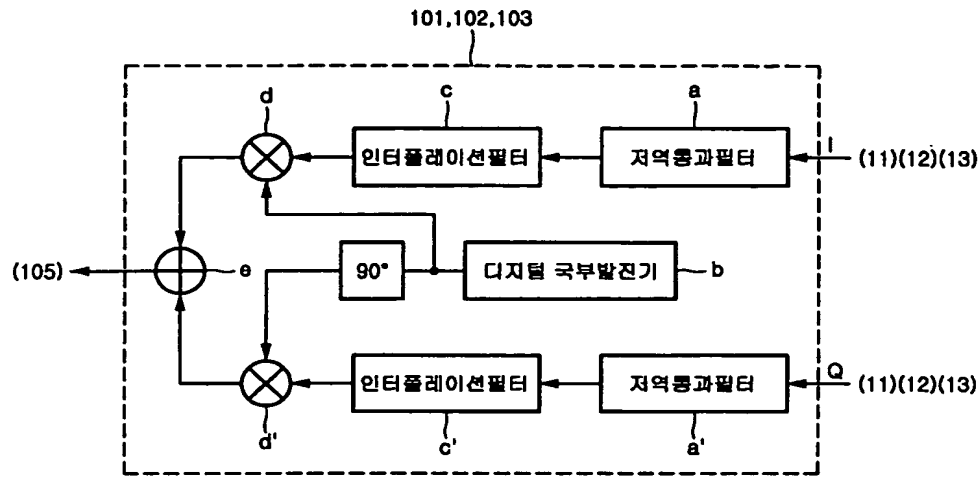 101,102,103
d
c
a
인터폴레이션필터
저역통과필터
I
(11)(12)(13)
(105)
e
90°
디지털 국부발진기
b
인터폴레이션필터
저역통과필터
Q
(11)(12)(13)
d'
c'
a'